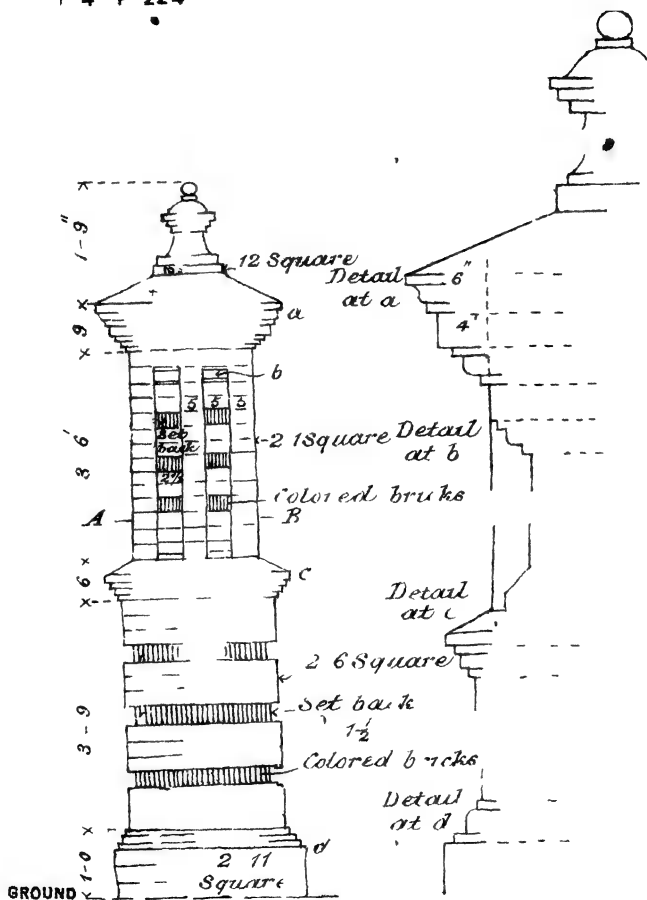 1-9"
12 Square
Detail
at a
6"
4"
a
9
b
5 5 5
Set
back
2½
3 6'
2 1 Square
Detail
at b
Colored bricks
A
B
6
C
Detail
at c
2 6 Square
Set back
1-½
3-9
Colored bricks
Detail
at d
d
1-0
2 11
Square
GROUND